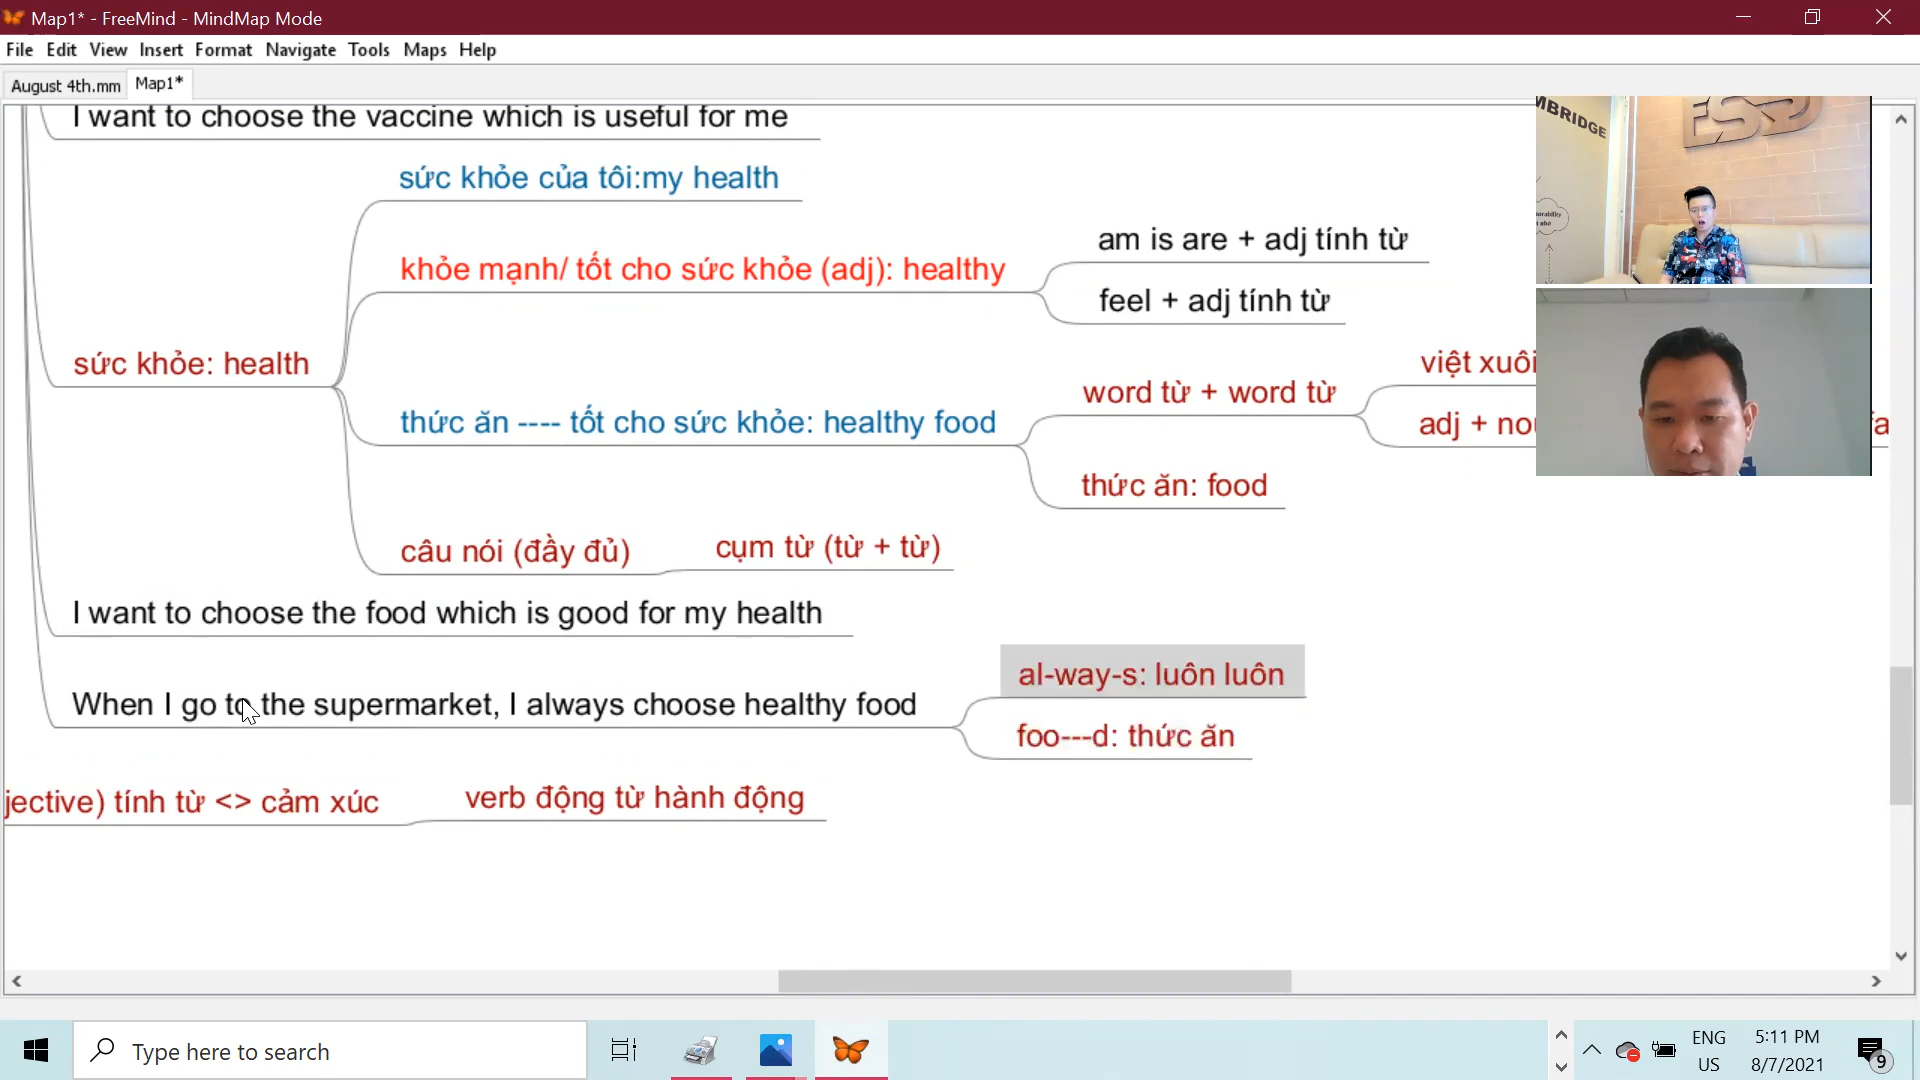 Map1* - FreeMind - MindMap Mode
File Edit View Insert Format Navigate Tools Maps Help
August 4th.mm Map1*
I want to choose the vaccine which is useful for me
sức khỏe của tôi:my health
khỏe mạnh/ tốt cho sức khỏe (adj): healthy
am is are + adj tính từ
feel + adj tính từ
sức khỏe: health
thức ăn ---- tốt cho sức khỏe: healthy food
word từ + word từ
việt xuôi
adj + nou
fa
thức ăn: food
câu nói (đầy đủ)
cụm từ (từ + từ)
I want to choose the food which is good for my health
When I go to the supermarket, I always choose healthy food
al-way-s: luôn luôn
foo---d: thức ăn
jective) tính từ <> cảm xúc
verb động từ hành động
MBRIDGE
ESD
Type here to search
ENG
US
5:11 PM
8/7/2021
9